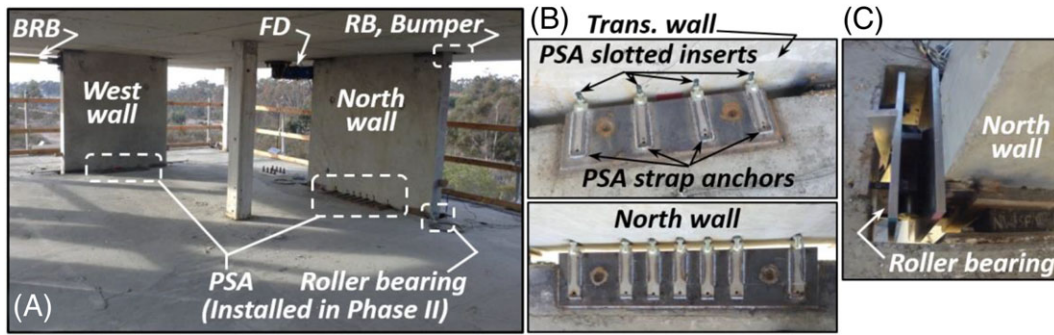 (A)
BRB
FD
RB, Bumper
West
wall
North
wall
PSA
Roller bearing
(Installed in Phase II)
(B)
Trans. wall
PSA slotted inserts
PSA strap anchors
North wall
(C)
North
wall
Roller bearing